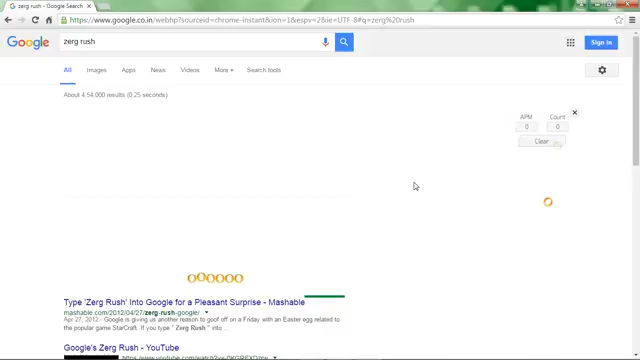 zerg rush - Google Search
https://www.google.co.in/webhp?sourceid=chrome-instant&ion=1&espv=2&ie=UTF-8#q=zerg%20rush
Google
zerg rush
Sign in
All Images Apps News Videos More Search tools
About 4,54,000 results (0.25 seconds)
APM Count
0 0
Clear
Type 'Zerg Rush' Into Google for a Pleasant Surprise - Mashable
mashable.com/2012/04/27/zerg-rush-google/
Apr 27, 2012 - Google is giving us another reason to goof off on a Friday with an Easter egg related to
the popular game StarCraft. If you type "Zerg Rush" into ...
Google's Zerg Rush - YouTube